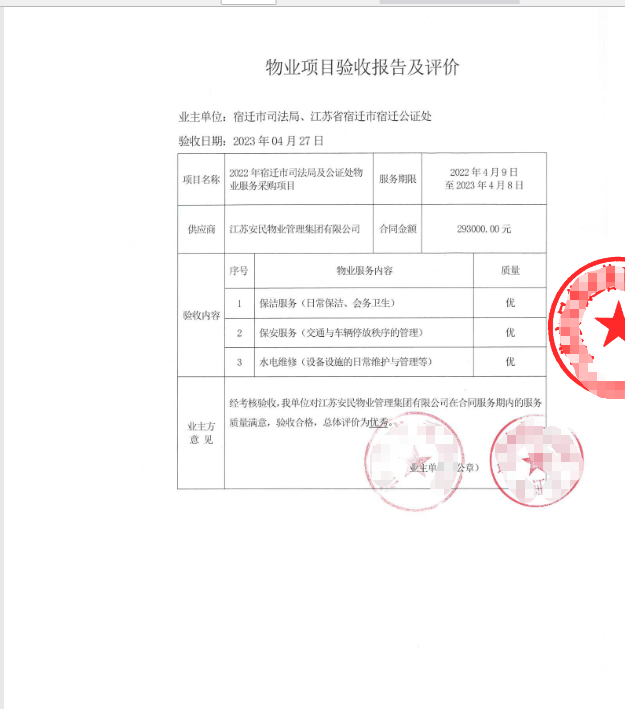 物业项目验收报告及评价
业主单位：宿迁市司法局、江苏省宿迁市宿迁公证处
验收日期：2023 年 04 月 27 日
项目名称
2022 年宿迁市司法局及公证处物
业服务采购项目
服务期限
2022 年 4 月 9 日
至 2023 年 4 月 8 日
供应商
江苏安民物业管理集团有限公司
合同金额
293000.00 元
验收内容
序号
物业服务内容
质量
1
保洁服务（日常保洁、会务卫生）
优
2
保安服务（交通与车辆停放秩序的管理）
优
3
水电维修（设备设施的日常维护与管理等）
优
业主方
意 见
经考核验收，我单位对江苏安民物业管理集团有限公司在合同服务期内的服务
质量满意，验收合格，总体评价为优秀。
业主单 公章）